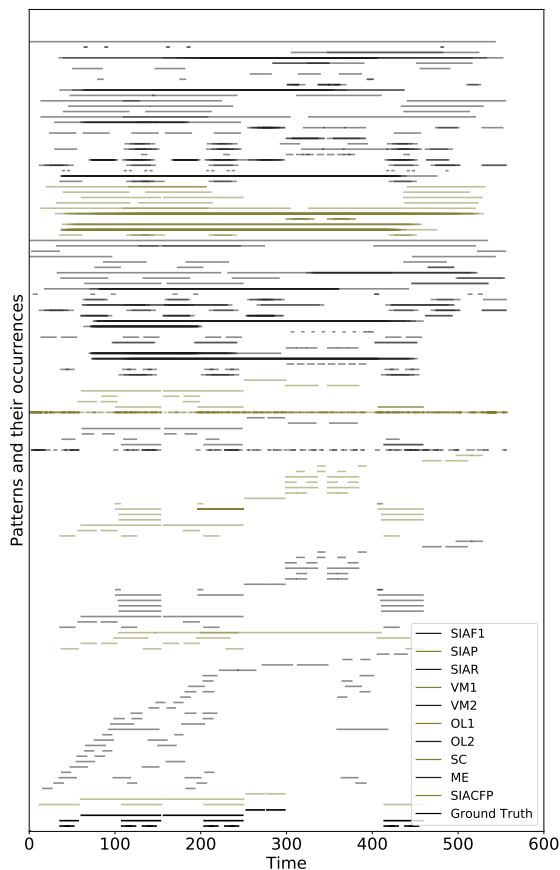 Patterns and their occurrences
SIAF1
SIAP
SIAR
VM1
VM2
OL1
OL2
SC
ME
SIACFP
Ground Truth
0 100 200 300 400 500 600
Time